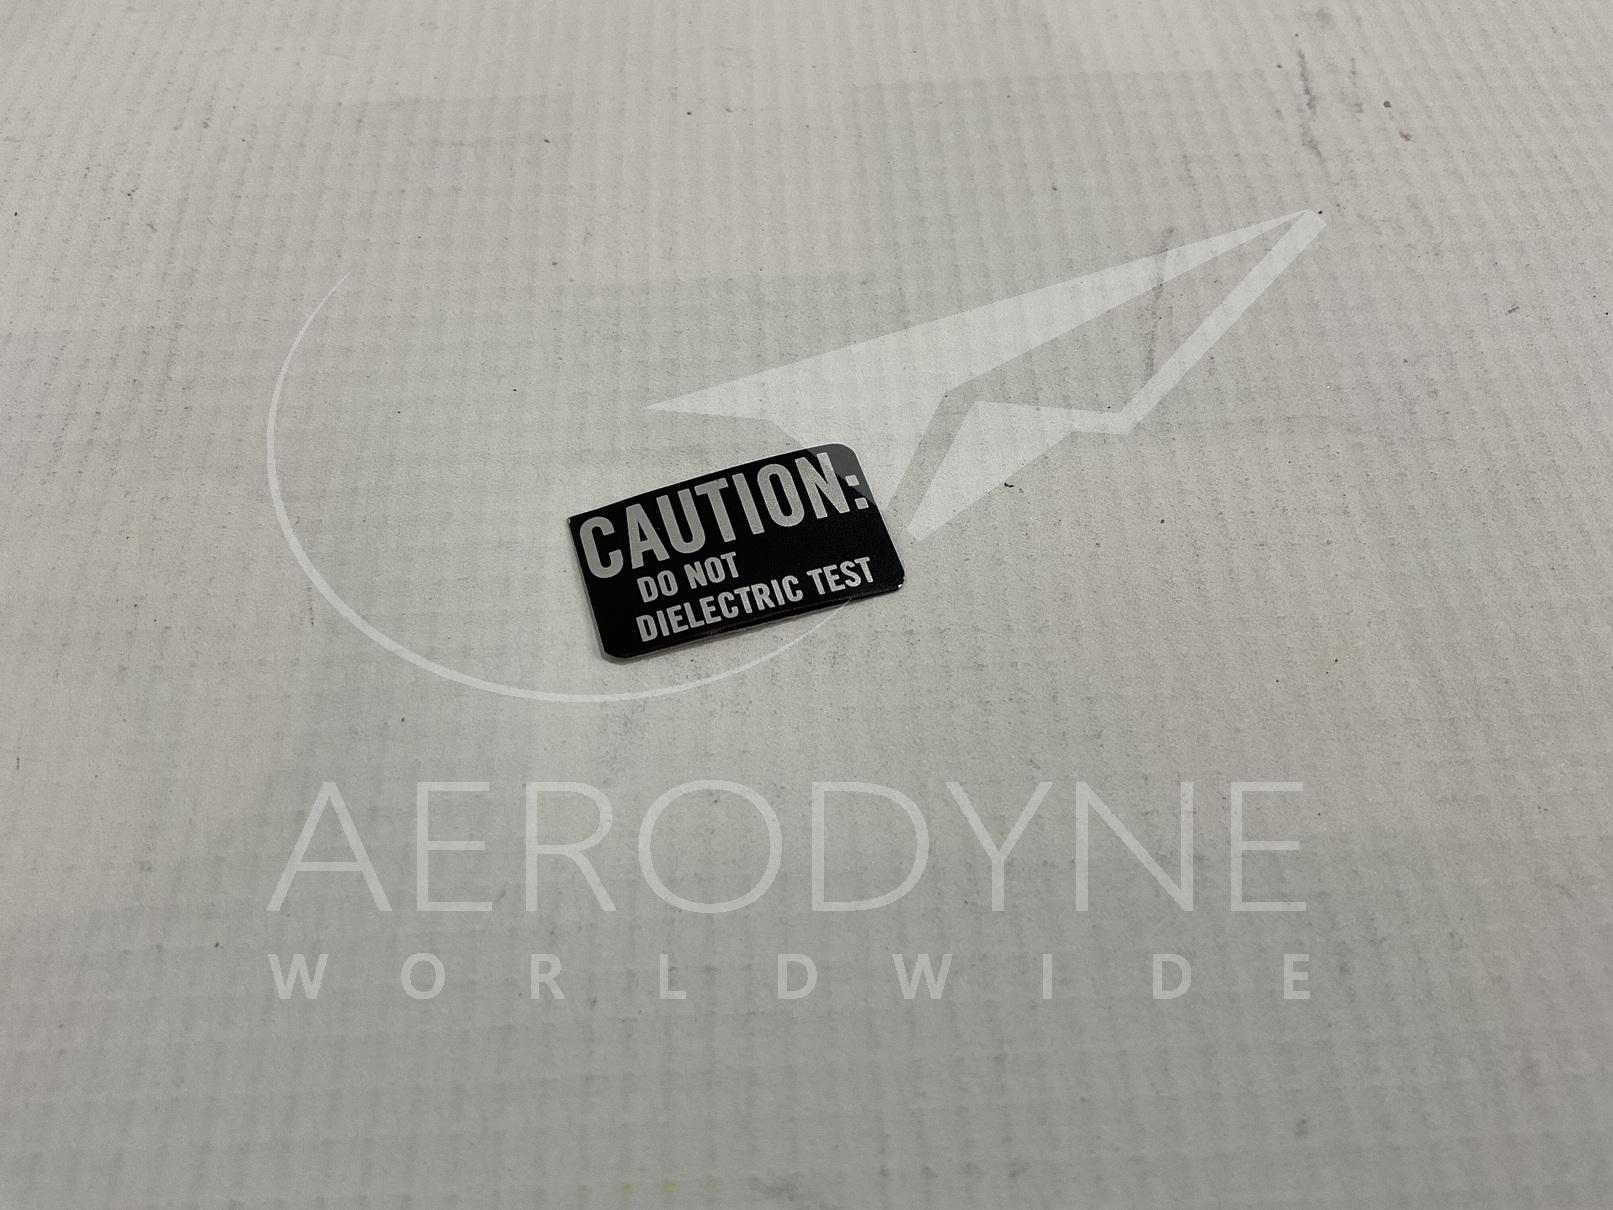 CAUTION:
DO NOT
DIELECTRIC TEST
AERODYNE
WORLDWIDE